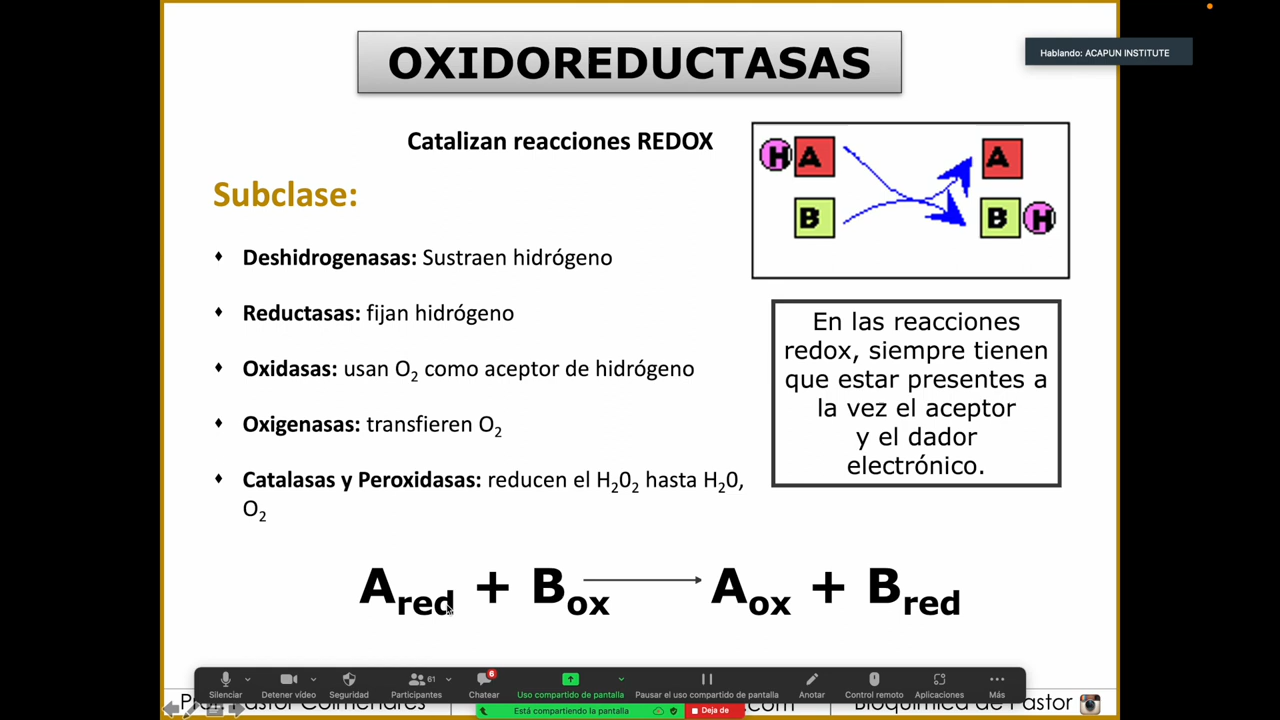 OXIDOREDUCTASAS
Hablando: ACAPUN INSTITUTE
Catalizan reacciones REDOX
H A A
B B H
Subclase:
Deshidrogenasas: Sustraen hidrógeno
Reductasas: fijan hidrógeno
Oxidasas: usan O2 como aceptor de hidrógeno
Oxigenasas: transfieren O2
Catalasas y Peroxidasas: reducen el H202 hasta H20,
O2
En las reacciones
redox, siempre tienen
que estar presentes a
la vez el aceptor
y el dador
electrónico.
Ared + Box Aox + Bred
61 6
Silenciar Detener vídeo Seguridad Participantes Chatear Uso compartido de pantalla Pausar el uso compartido de pantalla Anotar Control remoto Aplicaciones Más
Está compartiendo la pantalla Deja de